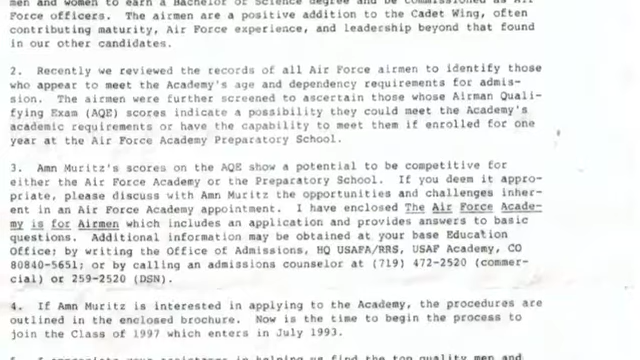 men and women to earn a Bachelor of Science degree and be commissioned as Air
Force officers. The airmen are a positive addition to the Cadet Wing, often
contributing maturity, Air Force experience, and leadership beyond that found
in our other candidates.
2. Recently we reviewed the records of all Air Force airmen to identify those
who appear to meet the Academy's age and dependency requirements for admis-
sion. The airmen were further screened to ascertain those whose Airman Quali-
fying Exam (AQE) scores indicate a possibility they could meet the Academy's
academic requirements or have the capability to meet them if enrolled for one
year at the Air Force Academy Preparatory School.
3. Amn Muritz's scores on the AQE show a potential to be competitive for
either the Air Force Academy or the Preparatory School. If you deem it appro-
priate, please discuss with Amn Muritz the opportunities and challenges inher-
ent in an Air Force Academy appointment. I have enclosed The Air Force Acade-
my is for Airmen which includes an application and provides answers to basic
questions. Additional information may be obtained at your base Education
Office; by writing the Office of Admissions, HQ USAFA/RRS, USAF Academy, CO
80840-5651; or by calling an admissions counselor at (719) 472-2520 (commer-
cial) or 259-2520 (DSN).
4. If Amn Muritz is interested in applying to the Academy, the procedures are
outlined in the enclosed brochure. Now is the time to begin the process to
join the Class of 1997 which enters in July 1993.
5. I appreciate your assistance in helping us find the top quality men and